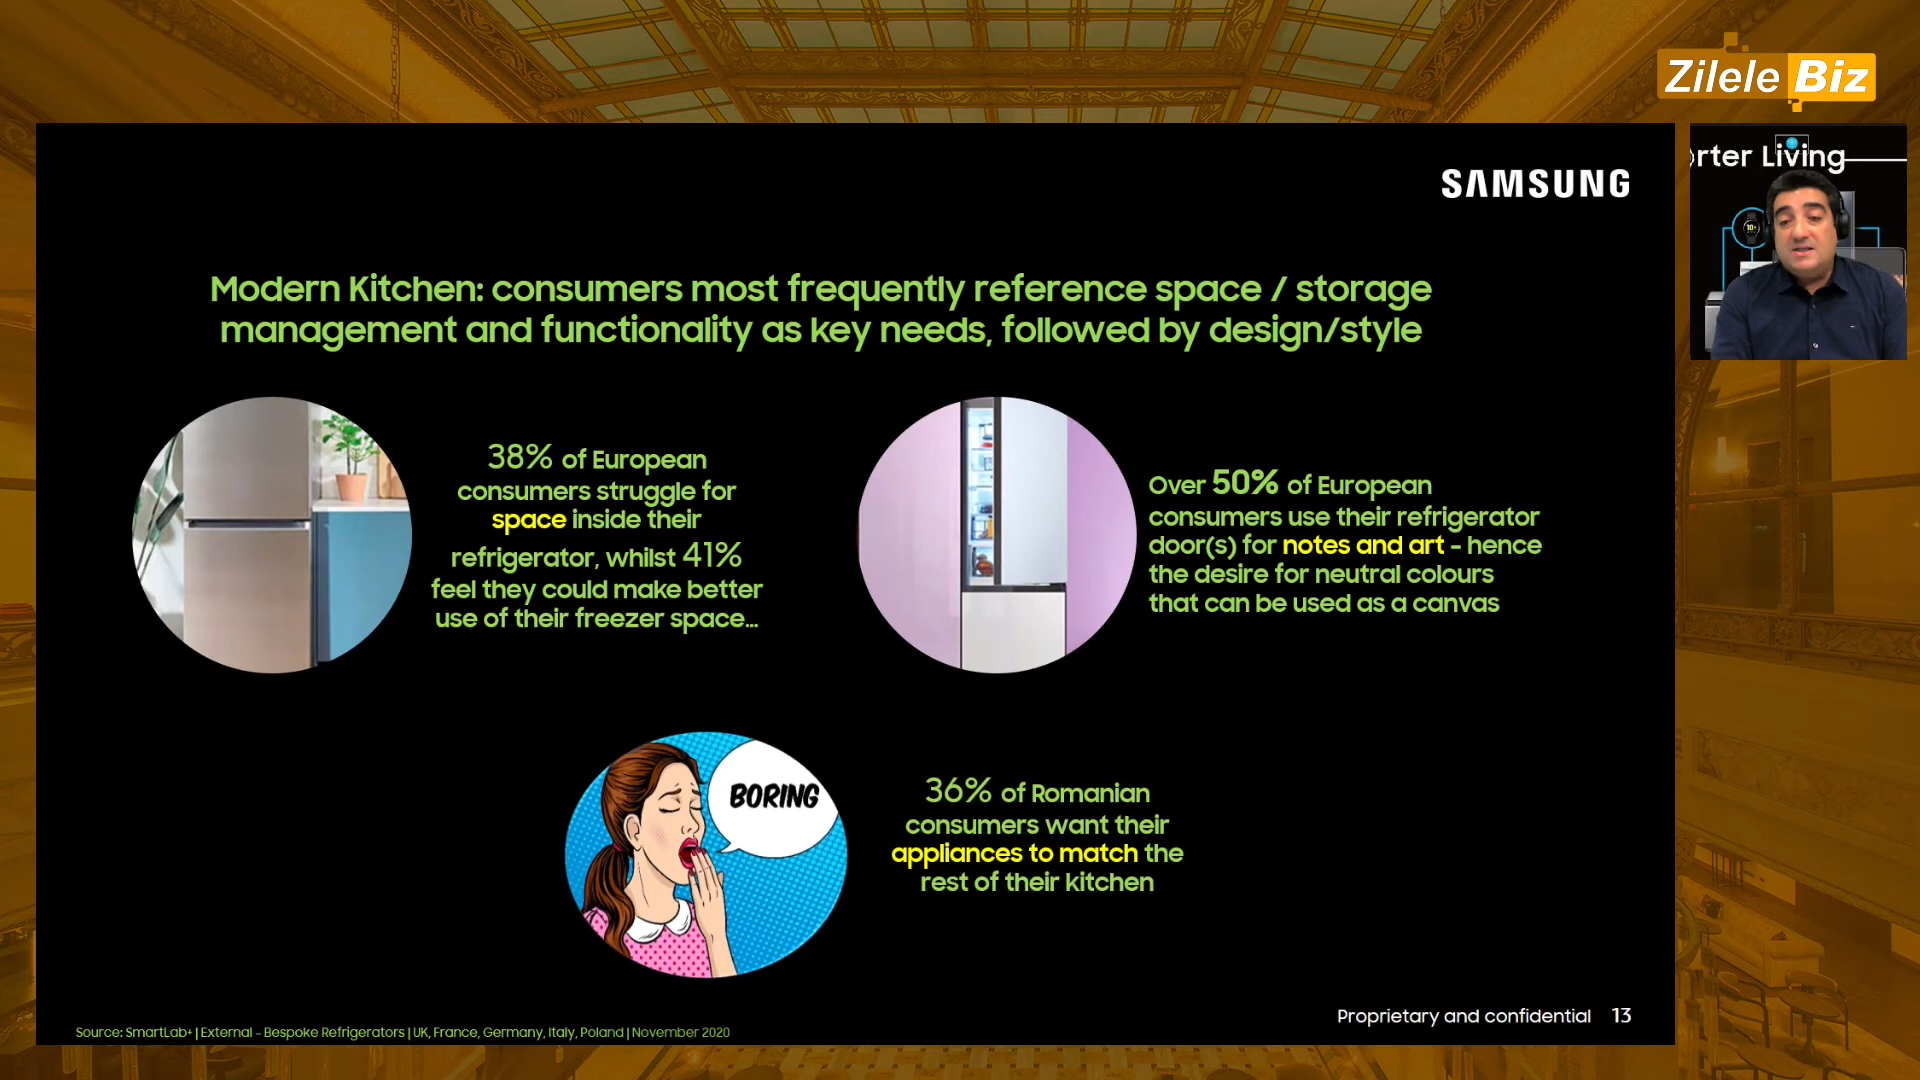 Zilele Biz
rter Living
10+
SAMSUNG
Modern Kitchen: consumers most frequently reference space / storage
management and functionality as key needs, followed by design/style
38% of European
consumers struggle for
space inside their
refrigerator, whilst 41%
feel they could make better
use of their freezer space...
Over 50% of European
consumers use their refrigerator
door(s) for notes and art - hence
the desire for neutral colours
that can be used as a canvas
BORING
36% of Romanian
consumers want their
appliances to match the
rest of their kitchen
Proprietary and confidential 13
Source: SmartLab+ | External - Bespoke Refrigerators | UK, France, Germany, Italy, Poland | November 2020